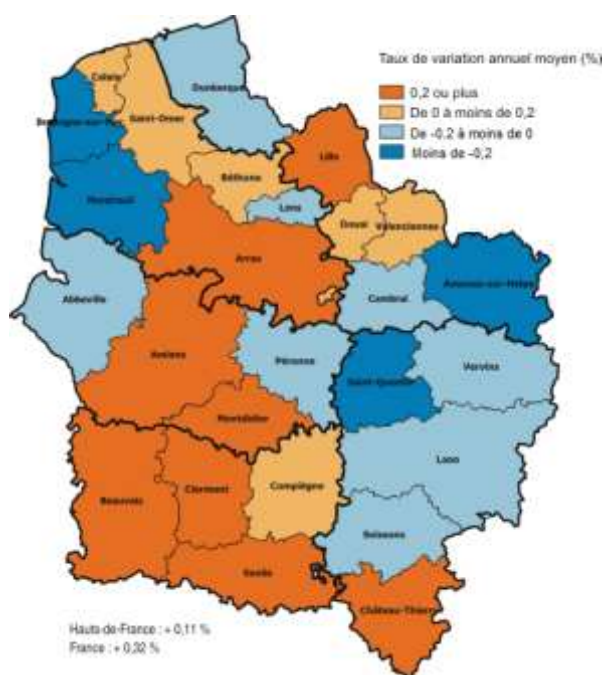 Taux de variation annuel moyen (%)
0,2 ou plus
De 0 à moins de 0,2
De -0,2 à moins de 0
Moins de -0,2
Calais
Dunkerque
Saint-Omer
Lille
Béthune
Lens
Douai
Valenciennes
Montreuil
Arras
Abbeville
Cambrai
Amiens
Péronne
Saint-Quentin
Vervins
Montdidier
Laon
Beauvais
Clermont
Compiègne
Soissons
Senlis
Château-Thierry
Hauts-de-France : + 0,11 %
France : + 0,32 %